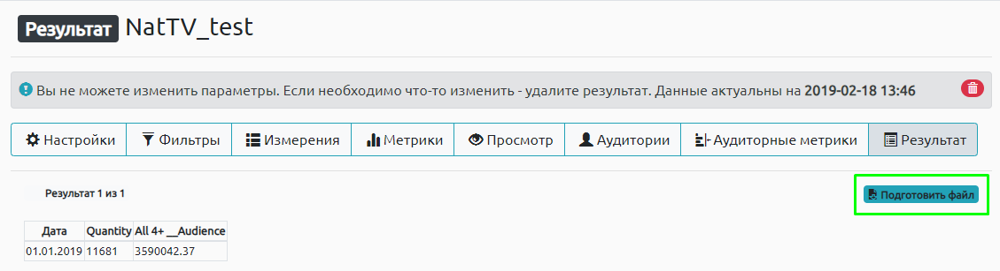 Результат NatTV_test
Вы не можете изменить параметры. Если необходимо что-то изменить - удалите результат. Данные актуальны на 2019-02-18 13:46
Настройки Фильтры Измерения Метрики Просмотр Аудитории Аудиторные метрики Результат
Результат 1 из 1 Подготовить файл
Дата Quantity All 4+ __Audience
01.01.2019 11681 3590042.37